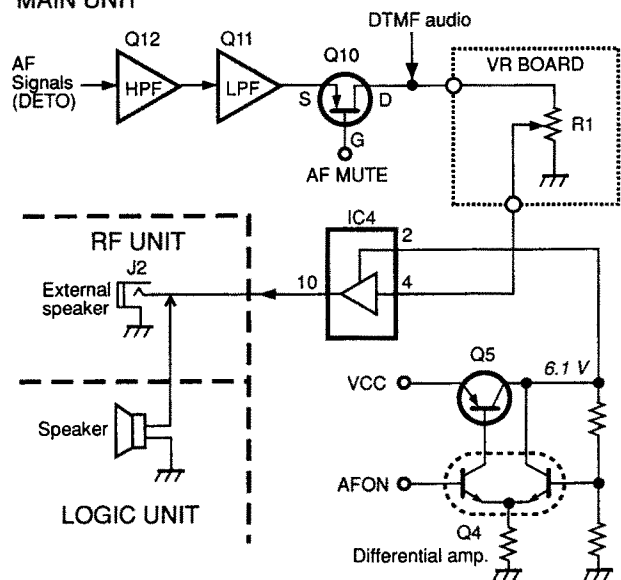 MAIN UNIT
DTMF audio
Q12
Q11
Q10
VR BOARD
AF
Signals
(DETO)
HPF
LPF
S
D
R1
G
AF MUTE
IC4
2
RF UNIT
J2
10
4
External
speaker
Q5
6.1 V
VCC
Speaker
AFON
LOGIC UNIT
Q4
Differential amp.